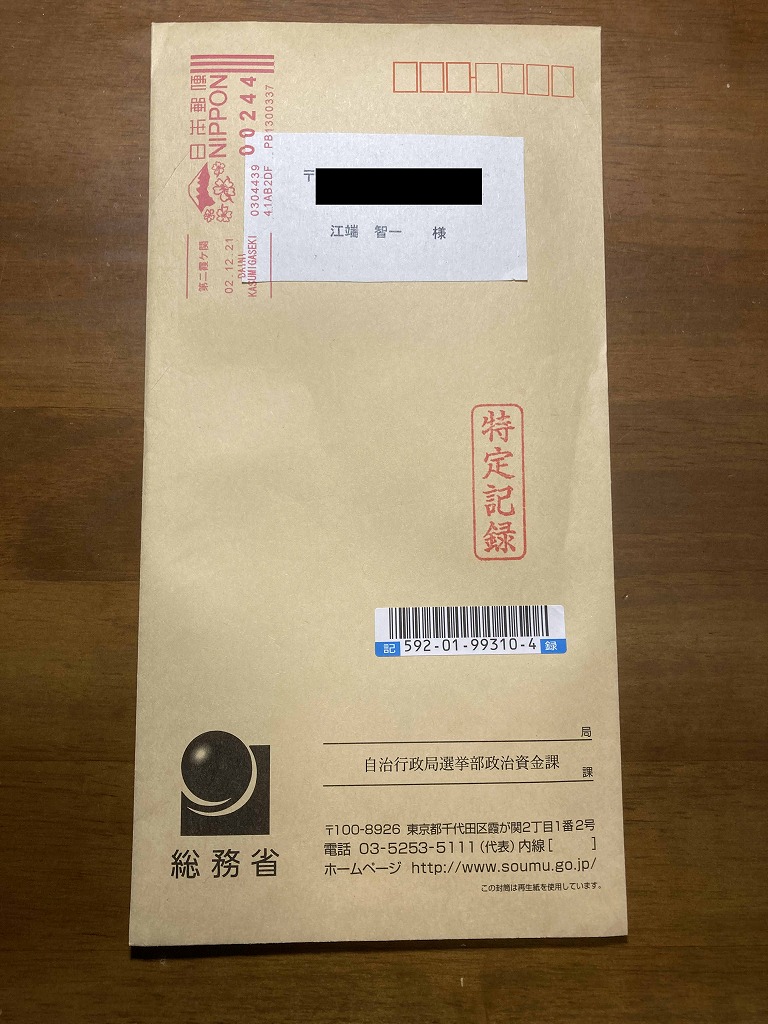 日本郵便
NIPPON
00244
PB1300337
0304439
41AB2DF
第二霞ケ関
02.12.21
DAINI
KASUMIGASEKI
〒
江端 智一 様
特定記録
記 592-01-99310-4 録
局
自治行政局選挙部政治資金課
課
総務省
〒100-8926 東京都千代田区霞が関2丁目1番2号
電話 03-5253-5111(代表)内線[ ]
ホームページ http://www.soumu.go.jp/
この封筒は再生紙を使用しています。